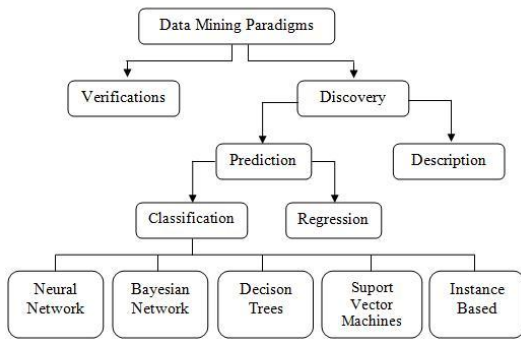 Data Mining Paradigms
Verifications
Discovery
Prediction
Description
Classification
Regression
Neural
Network
Bayesian
Network
Decison
Trees
Suport
Vector
Machines
Instance
Based